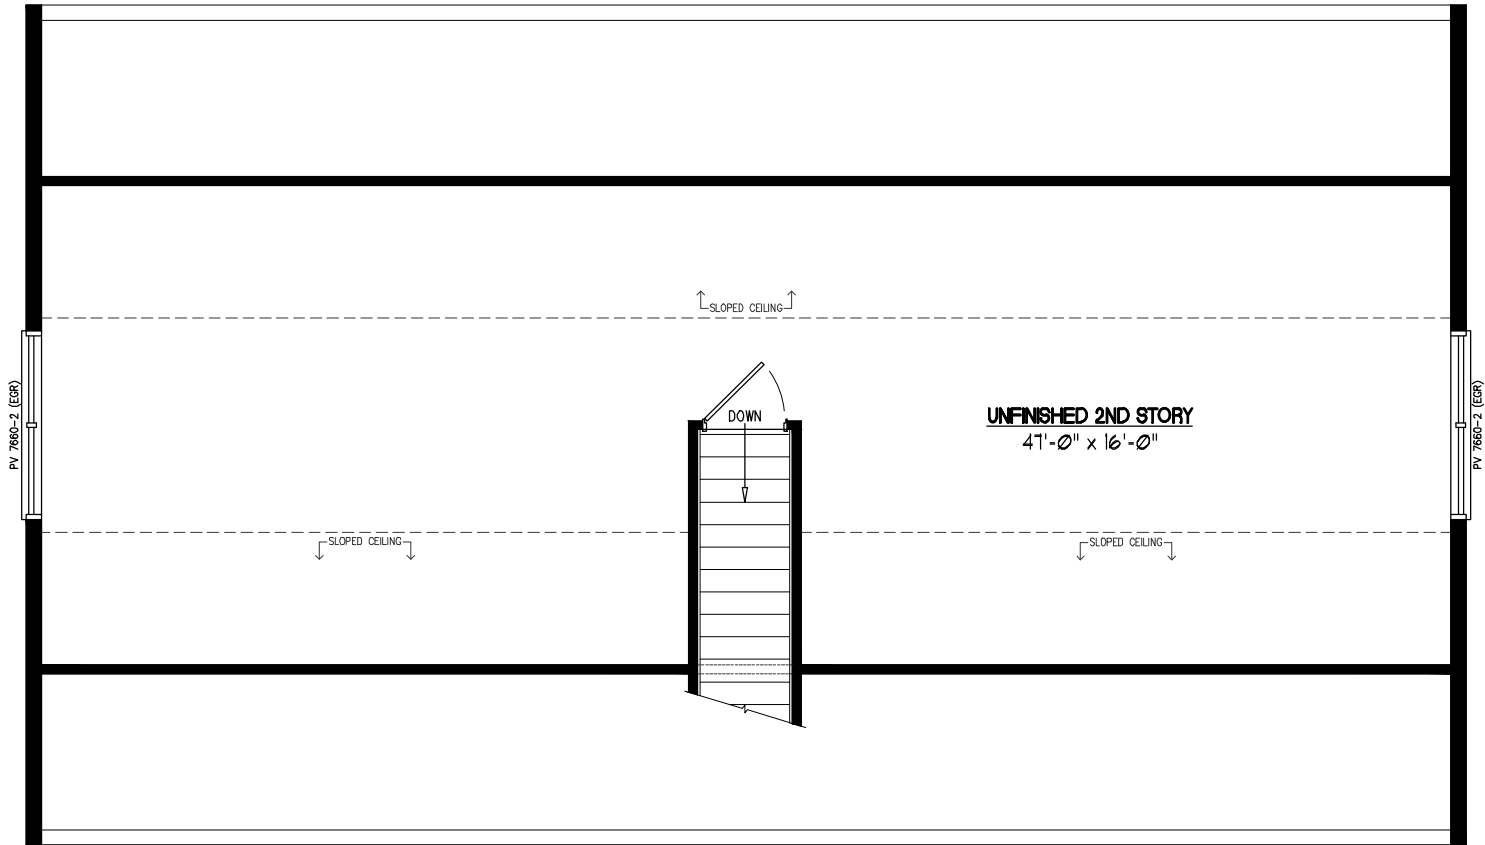 SLOPED CEILING
DOWN
UNFINISHED 2ND STORY
47'-0" x 16'-0"
PV 7660-2 (EGR)
PV 7660-2 (EGR)
SLOPED CEILING
SLOPED CEILING